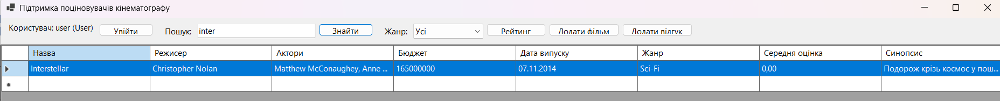 Підтримка поціновувачів кінематографу
Користувач: user (User) Увійти Пошук: inter Знайти Жанр: Усі Рейтинг Додати фільм Додати відгук
Назва Режисер Актори Бюджет Дата випуску Жанр Середня оцінка Синопсис
Interstellar Christopher Nolan Matthew McConaughey, Anne ... 165000000 07.11.2014 Sci-Fi 0,00 Подорож крізь космос у пош...